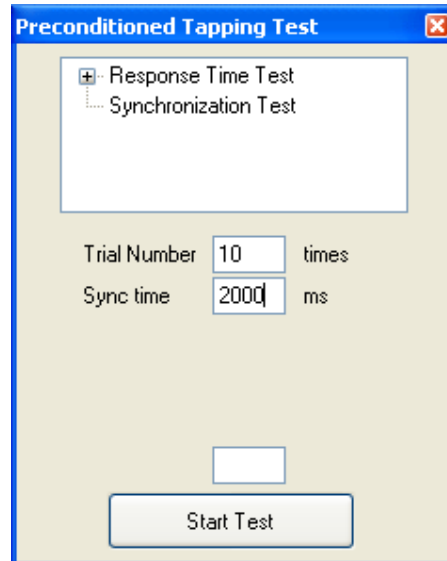 Preconditioned Tapping Test
Response Time Test
Synchronization Test
Trial Number 10 times
Sync time 2000 ms
Start Test